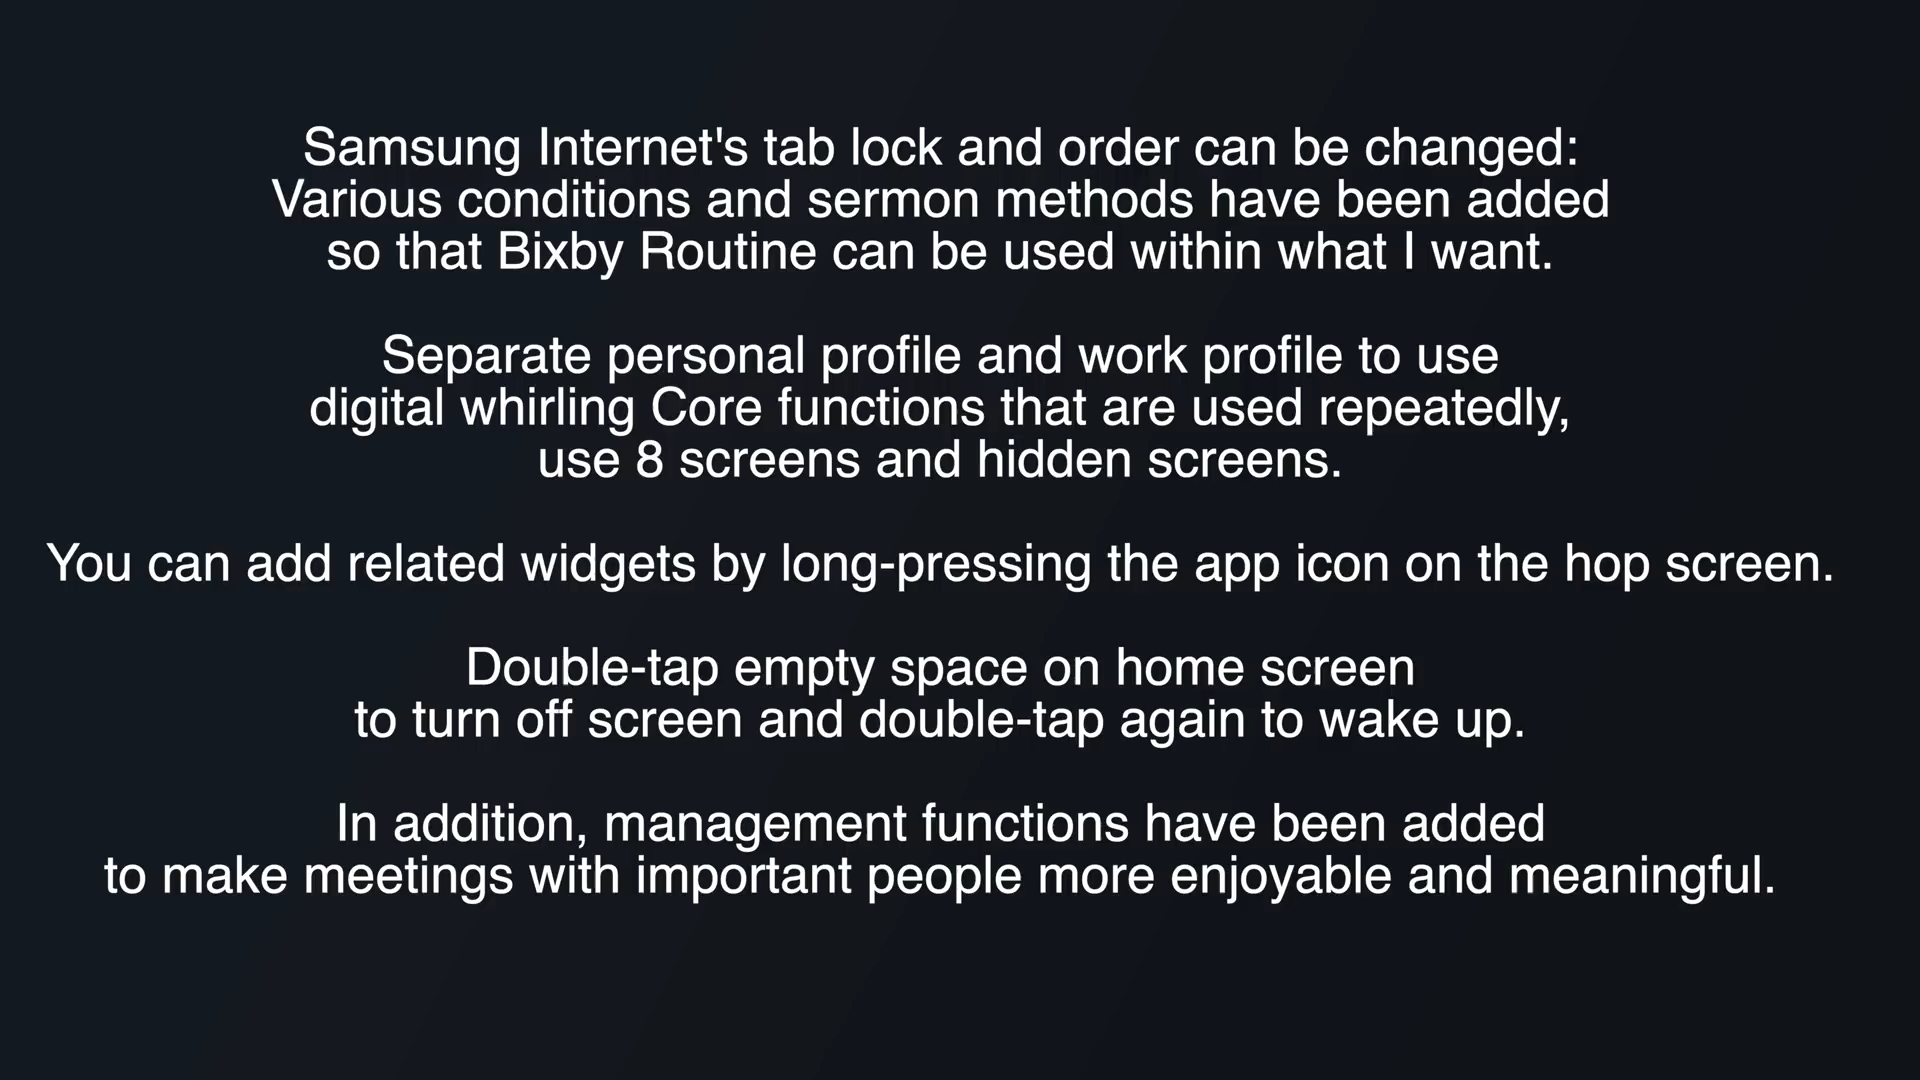 Samsung Internet's tab lock and order can be changed:
Various conditions and sermon methods have been added
so that Bixby Routine can be used within what I want.
Separate personal profile and work profile to use
digital whirling Core functions that are used repeatedly,
use 8 screens and hidden screens.
You can add related widgets by long-pressing the app icon on the hop screen.
Double-tap empty space on home screen
to turn off screen and double-tap again to wake up.
In addition, management functions have been added
to make meetings with important people more enjoyable and meaningful.